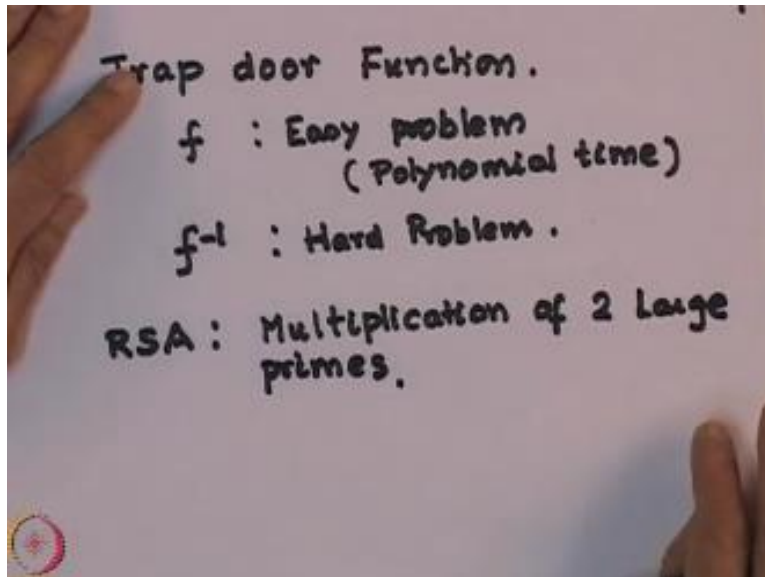 Trap door Function.
f : Easy problem
(Polynomial time)
f-1 : Hard Problem.
RSA: Multiplication of 2 Large
primes.